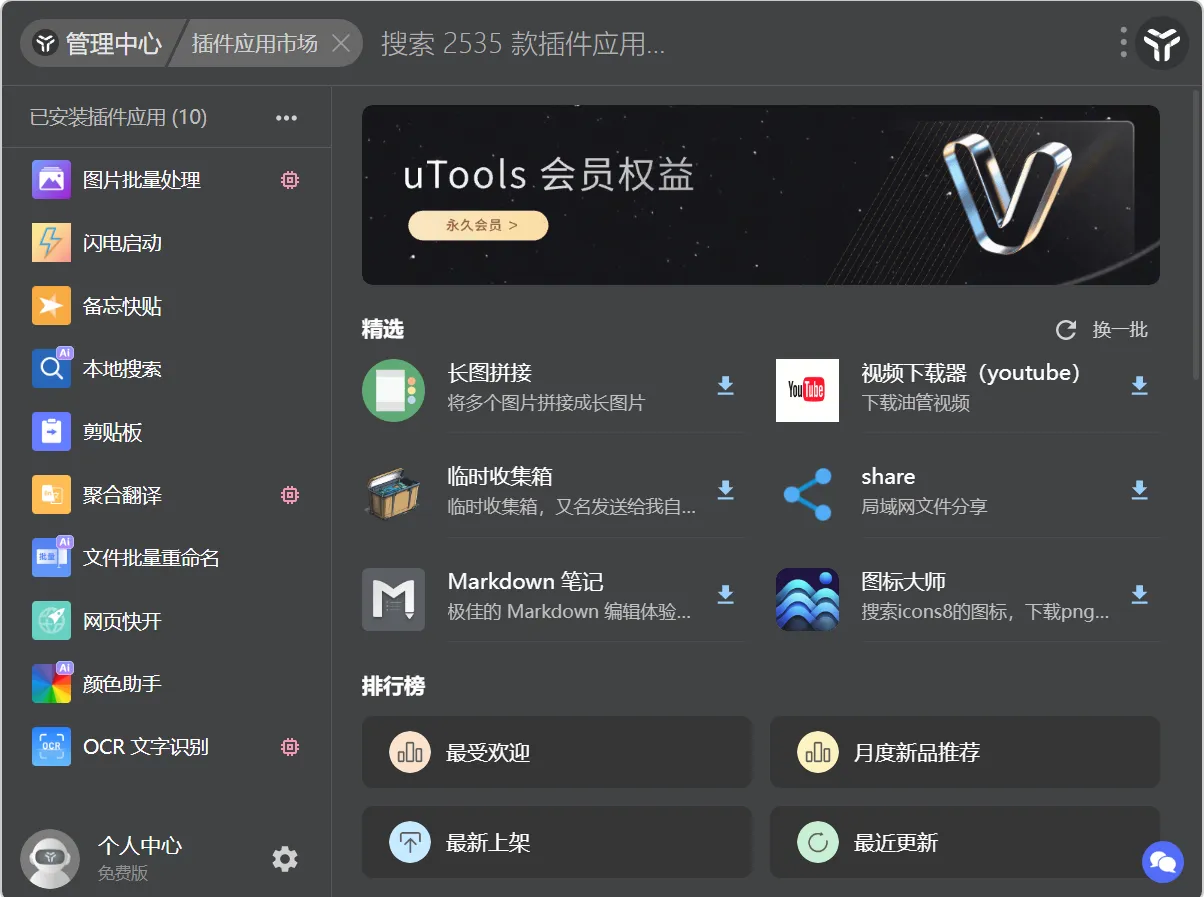 管理中心
插件应用市场
搜索 2535 款插件应用...
已安装插件应用 (10)
图片批量处理
闪电启动
备忘快贴
Ai
本地搜索
剪贴板
聚合翻译
Ai
批量
文件批量重命名
网页快开
Ai
颜色助手
OCR
OCR 文字识别
个人中心
免费版
uTools 会员权益
永久会员 >
精选
换一批
长图拼接
将多个图片拼接成长图片
YouTube
视频下载器（youtube）
下载油管视频
临时收集箱
临时收集箱，又名发送给我自...
share
局域网文件分享
Markdown 笔记
极佳的 Markdown 编辑体验...
图标大师
搜索icons8的图标，下载png...
排行榜
最受欢迎
月度新品推荐
最新上架
最近更新